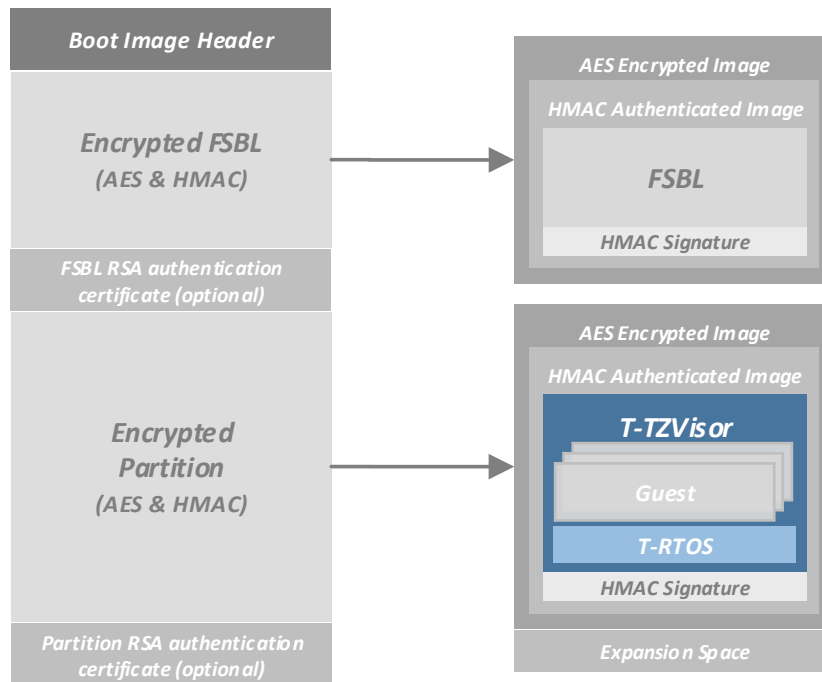 Boot Image Header
Encrypted FSBL
(AES & HMAC)
FSBL RSA authentication
certificate (optional)
Encrypted
Partition
(AES & HMAC)
Partition RSA authentication
certificate (optional)
AES Encrypted Image
HMAC Authenticated Image
FSBL
HMAC Signature
AES Encrypted Image
HMAC Authenticated Image
T-TZVisor
Guest
T-RTOS
HMAC Signature
Expansion Space